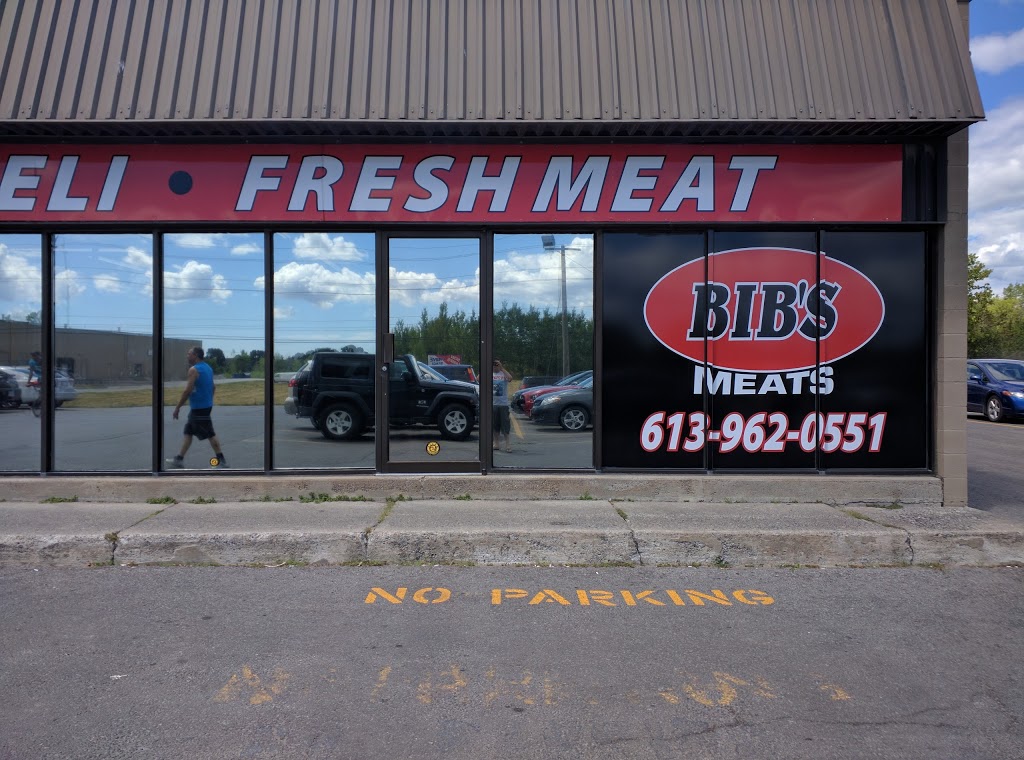 ELI • FRESH MEAT
BIB'S
MEATS
613-962-0551
NO PARKING